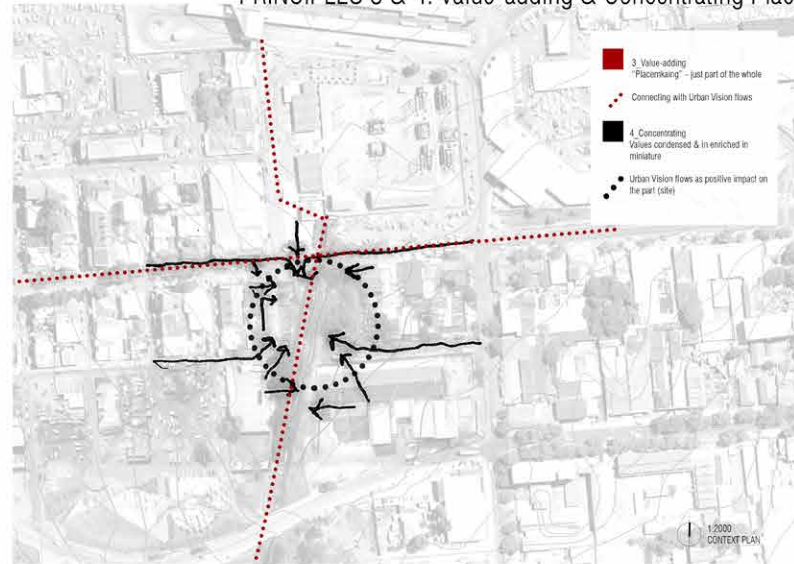 PRINCIPLES 3 & 4: Value-adding & Concentrating Plac
3_Value-adding
"Placemkaing" – just part of the whole
Connecting with Urban Vision flows
4_Concentrating
Values condensed & in enriched in
miniature
Urban Vision flows as positive impact on
the part (site)
1:2000
CONTEXT PLAN